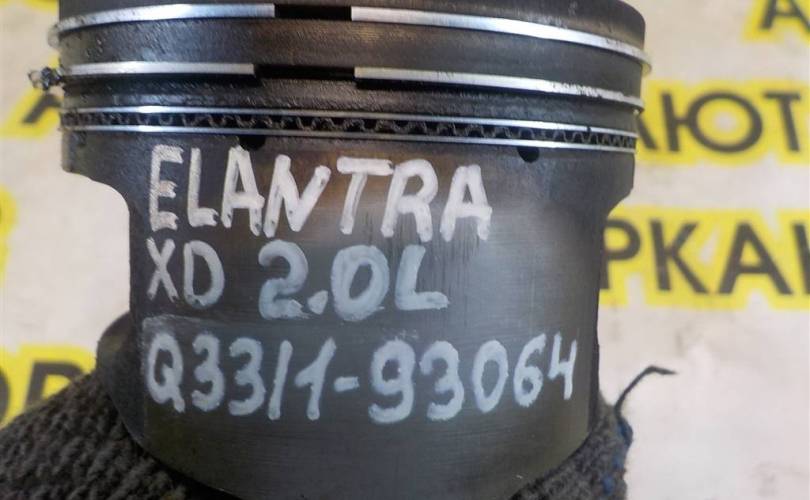 ELANTRA
XD 2.0L
Q33/1-93064